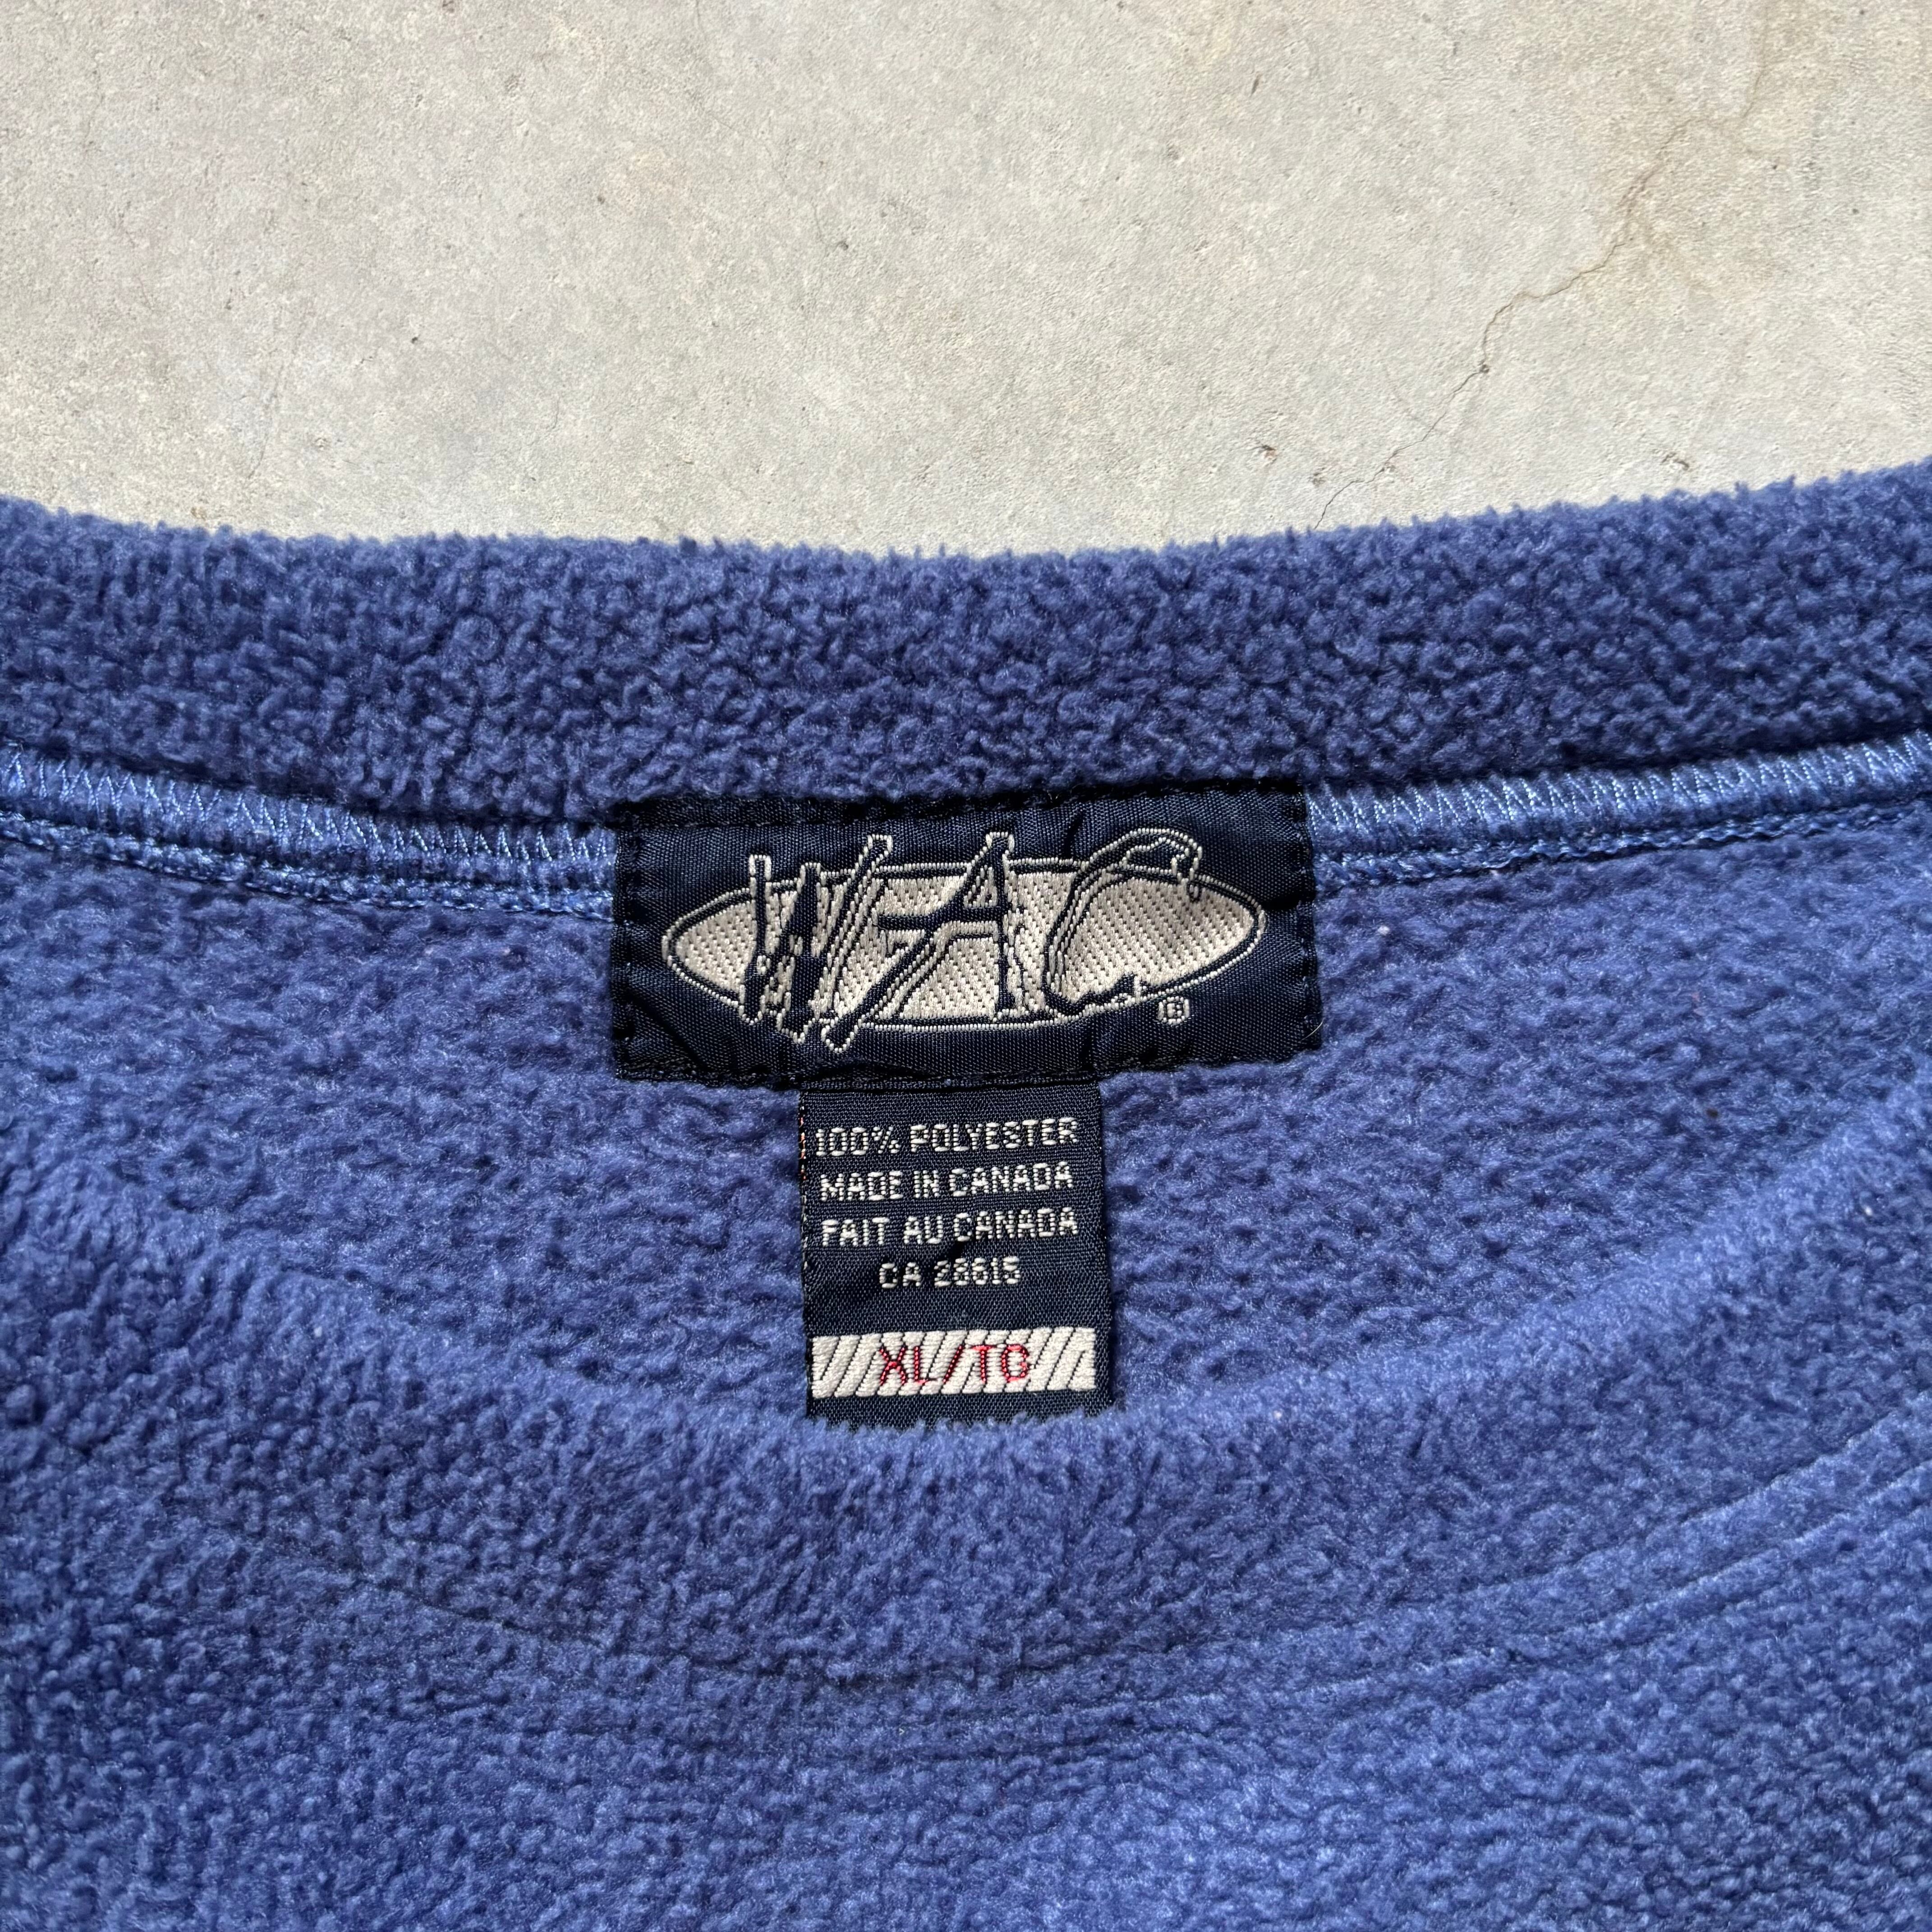 WAC®
100% POLYESTER
MADE IN CANADA
FAIT AU CANADA
CA 28615
XL/TG